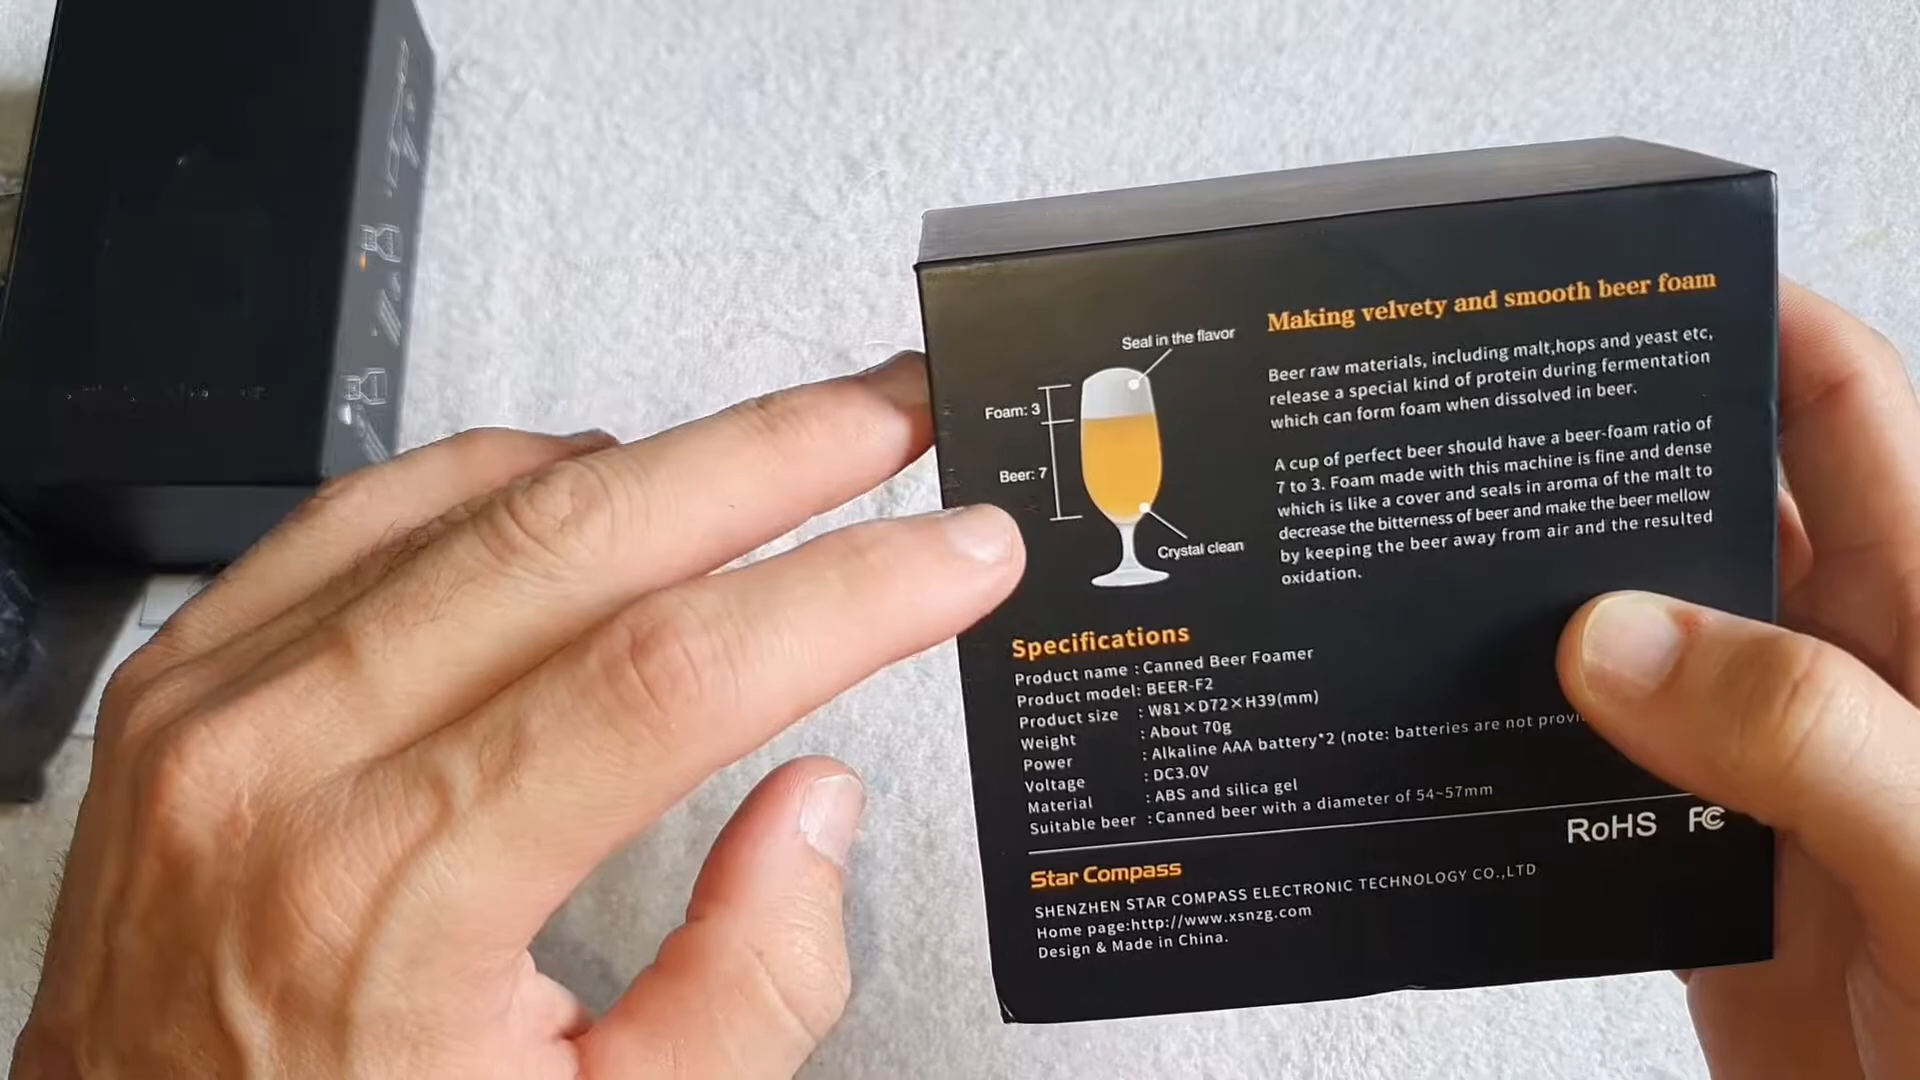 Making velvety and smooth beer foam
Seal in the flavor
Foam: 3
Beer: 7
Crystal clean
Beer raw materials, including malt,hops and yeast etc,
release a special kind of protein during fermentation
which can form foam when dissolved in beer.
A cup of perfect beer should have a beer-foam ratio of
7 to 3. Foam made with this machine is fine and dense
which is like a cover and seals in aroma of the malt to
decrease the bitterness of beer and make the beer mellow
by keeping the beer away from air and the resulted
oxidation.
Specifications
Product name : Canned Beer Foamer
Product model: BEER-F2
Product size : W81×D72×H39(mm)
Weight : About 70g
Power : Alkaline AAA battery*2 (note: batteries are not
Voltage : DC3.0V
Material : ABS and silica gel
Suitable beer : Canned beer with a diameter of 54~57mm
RoHS FC
Star Compass
SHENZHEN STAR COMPASS ELECTRONIC TECHNOLOGY CO.,LTD
Home page:http://www.xsnzg.com
Design & Made in China.